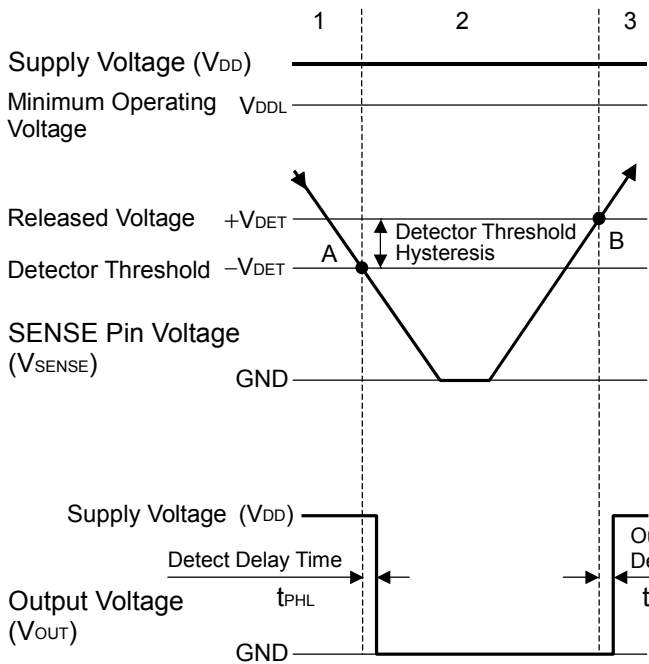 1 2 3
Supply Voltage (VDD)
Minimum Operating
Voltage
VDDL
Released Voltage +VDET
Detector Threshold
Hysteresis
A
B
Detector Threshold −VDET
SENSE Pin Voltage
(VSENSE)
GND
Supply Voltage (VDD)
Detect Delay Time
tPHL
Output Voltage
(VOUT)
GND